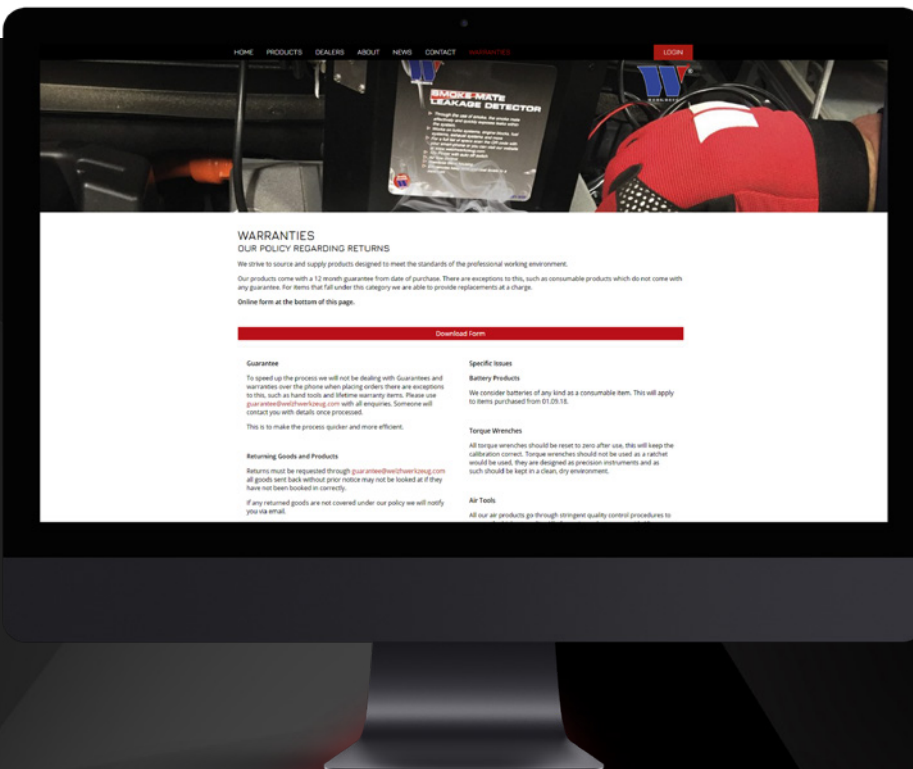 HOME PRODUCTS DEALERS ABOUT NEWS CONTACT WARRANTIES LOGIN
SMOKE MATE
LEAKAGE DETECTOR
WARRANTIES
OUR POLICY REGARDING RETURNS
We strive to source and supply products designed to meet the standards of the professional working environment.
Our products come with a 12 month guarantee from date of purchase. There are exceptions to this, such as consumable products which do not come with
any guarantee. For items that fall under this category we are able to provide replacements at a charge.
Online form at the bottom of this page.
Download Form
Guarantee
To speed up the process we will not be dealing with Guarantees and
warranties over the phone when placing orders there are exceptions
to this, such as hand tools and lifetime warranty items. Please use
guarantee@welzhwerkzeug.com with all enquiries. Someone will
contact you with details once processed.
This is to make the process quicker and more efficient.
Returning Goods and Products
Returns must be requested through guarantee@welzhwerkzeug.com
all goods sent back without prior notice may not be looked at if they
have not been booked in correctly.
If any returned goods are not covered under our policy we will notify
you via email.
Specific Issues
Battery Products
We consider batteries of any kind as a consumable item. This will apply
to items purchased from 01.09.18.
Torque Wrenches
All torque wrenches should be reset to zero after use, this will keep the
calibration correct. Torque wrenches should not be used as a ratchet
would be used, they are designed as precision instruments and as
such should be kept in a clean, dry environment.
Air Tools
All our air products go through stringent quality control procedures to